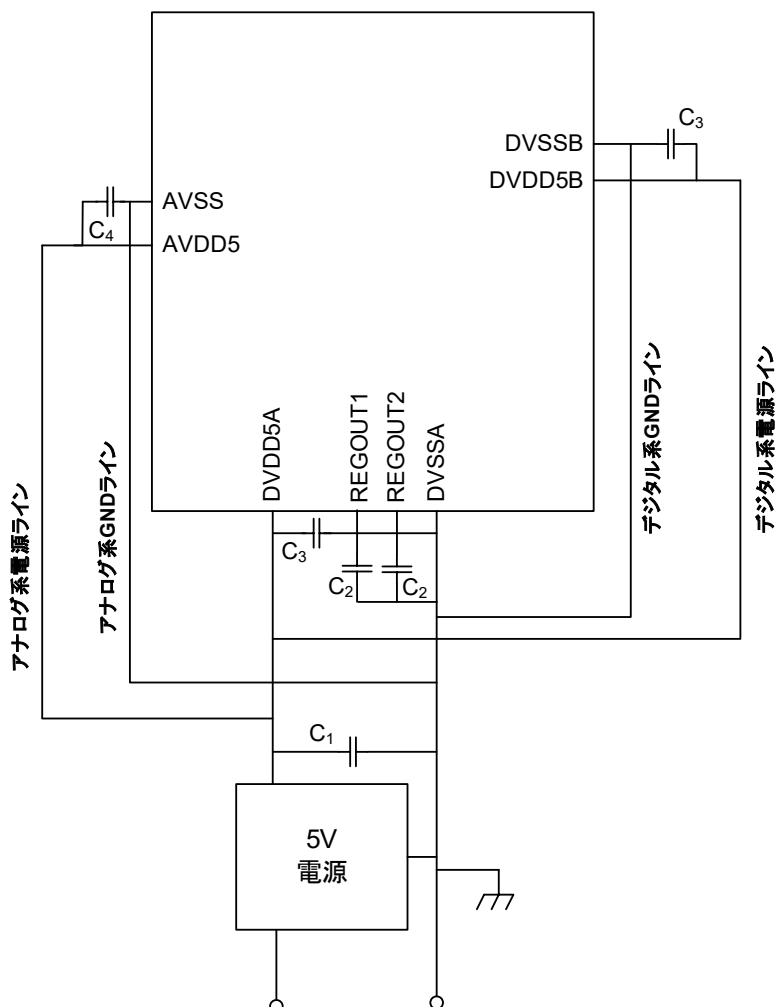 C3
DVSSB
DVDD5B
AVSS
C4
AVDD5
DVDD5A
REGOUT1
REGOUT2
DVSSA
アナログ系電源ライン
アナログ系GNDライン
デジタル系GNDライン
デジタル系電源ライン
C3
C2
C2
C1
5V
電源